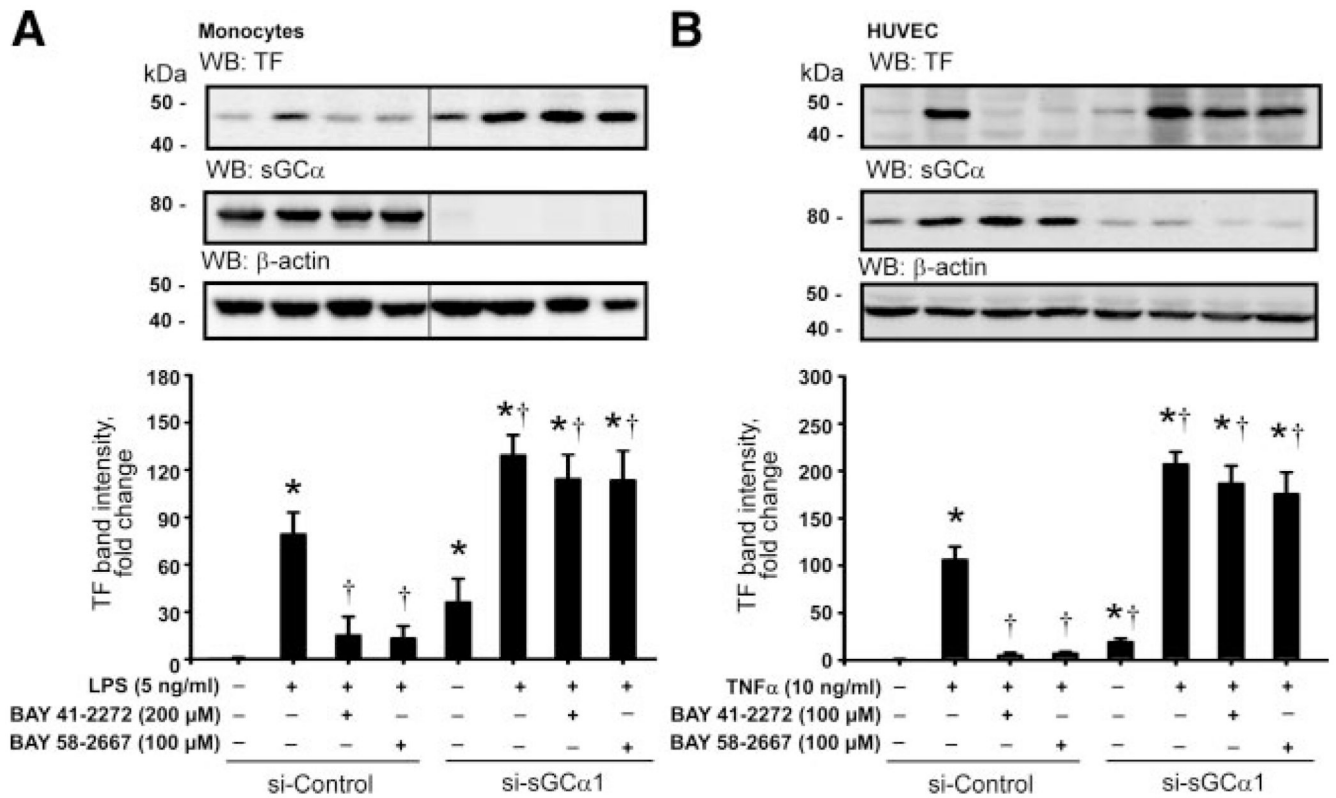 A
Monocytes
WB: TF
kDa
50 -
40 -
WB: sGCα
80 -
WB: β-actin
50 -
40 -
TF band intensity,
fold change
180
150
120
90
60
30
0
*
†
†
*
*†
*†
*†
LPS (5 ng/ml) – + + + – + + +
BAY 41-2272 (200 µM) – – + – – – + –
BAY 58-2667 (100 µM) – – – + – – – +
si-Control si-sGCα1
B
HUVEC
WB: TF
kDa
50 -
40 -
WB: sGCα
80 -
WB: β-actin
50 -
40 -
TF band intensity,
fold change
300
250
200
150
100
50
0
*
†
†
*†
*†
*†
*†
TNFα (10 ng/ml) – + + + – + + +
BAY 41-2272 (100 µM) – – + – – – + –
BAY 58-2667 (100 µM) – – – + – – – +
si-Control si-sGCα1